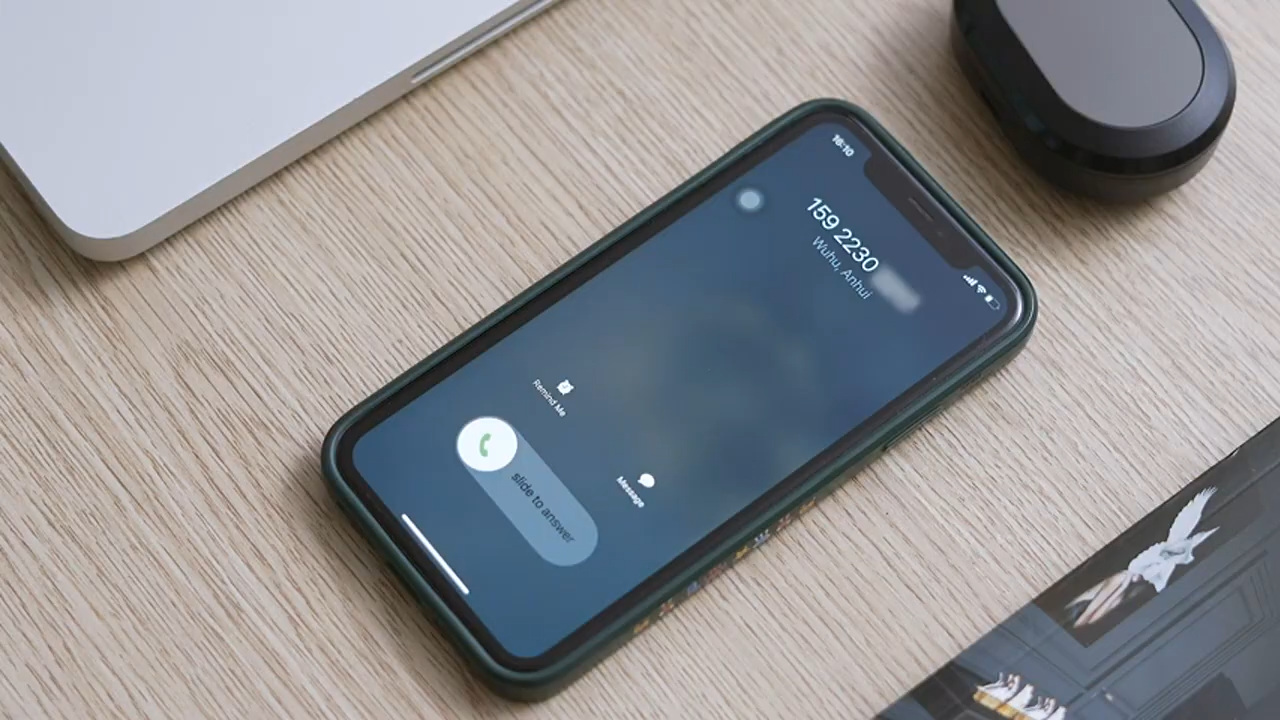 16:10
159 2230
Wuhu, Anhui
Remind Me
Message
slide to answer